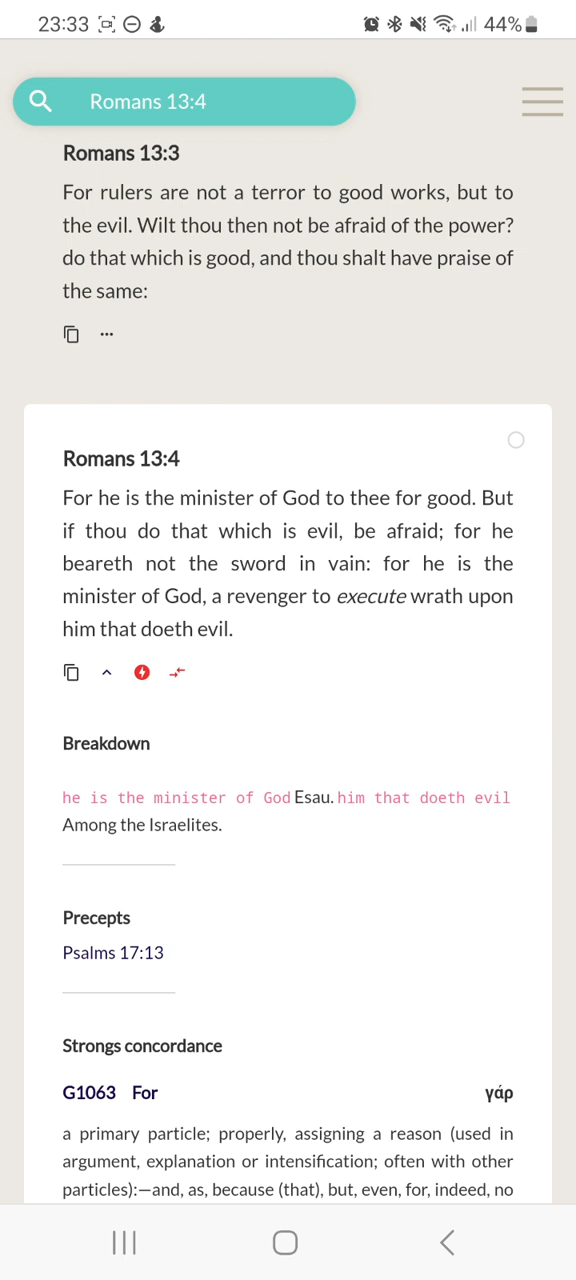 23:33
44%
Romans 13:4
Romans 13:3
For rulers are not a terror to good works, but to
the evil. Wilt thou then not be afraid of the power?
do that which is good, and thou shalt have praise of
the same:
Romans 13:4
For he is the minister of God to thee for good. But
if thou do that which is evil, be afraid; for he
beareth not the sword in vain: for he is the
minister of God, a revenger to execute wrath upon
him that doeth evil.
Breakdown
he is the minister of God Esau. him that doeth evil
Among the Israelites.
Precepts
Psalms 17:13
Strongs concordance
G1063 For γάρ
a primary particle; properly, assigning a reason (used in
argument, explanation or intensification; often with other
particles):—and, as, because (that), but, even, for, indeed, no